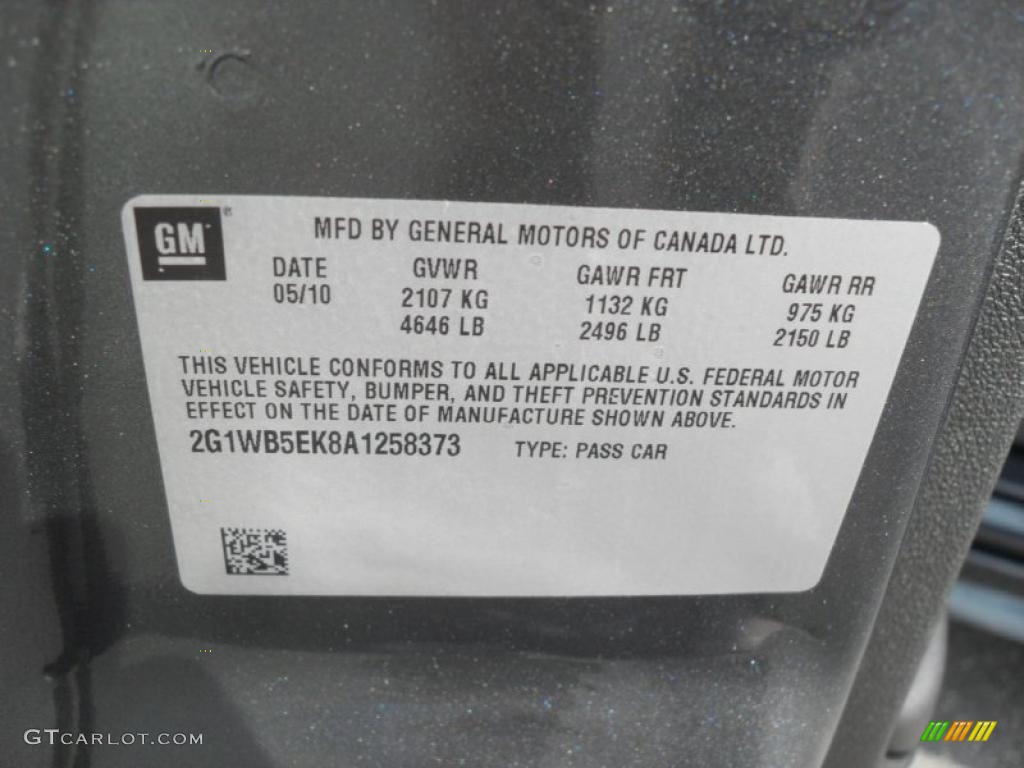 GM®
MFD BY GENERAL MOTORS OF CANADA LTD.
DATE GVWR GAWR FRT GAWR RR
05/10 2107 KG 1132 KG 975 KG
4646 LB 2496 LB 2150 LB
THIS VEHICLE CONFORMS TO ALL APPLICABLE U.S. FEDERAL MOTOR
VEHICLE SAFETY, BUMPER, AND THEFT PREVENTION STANDARDS IN
EFFECT ON THE DATE OF MANUFACTURE SHOWN ABOVE.
2G1WB5EK8A1258373 TYPE: PASS CAR
GTCARLOT.COM